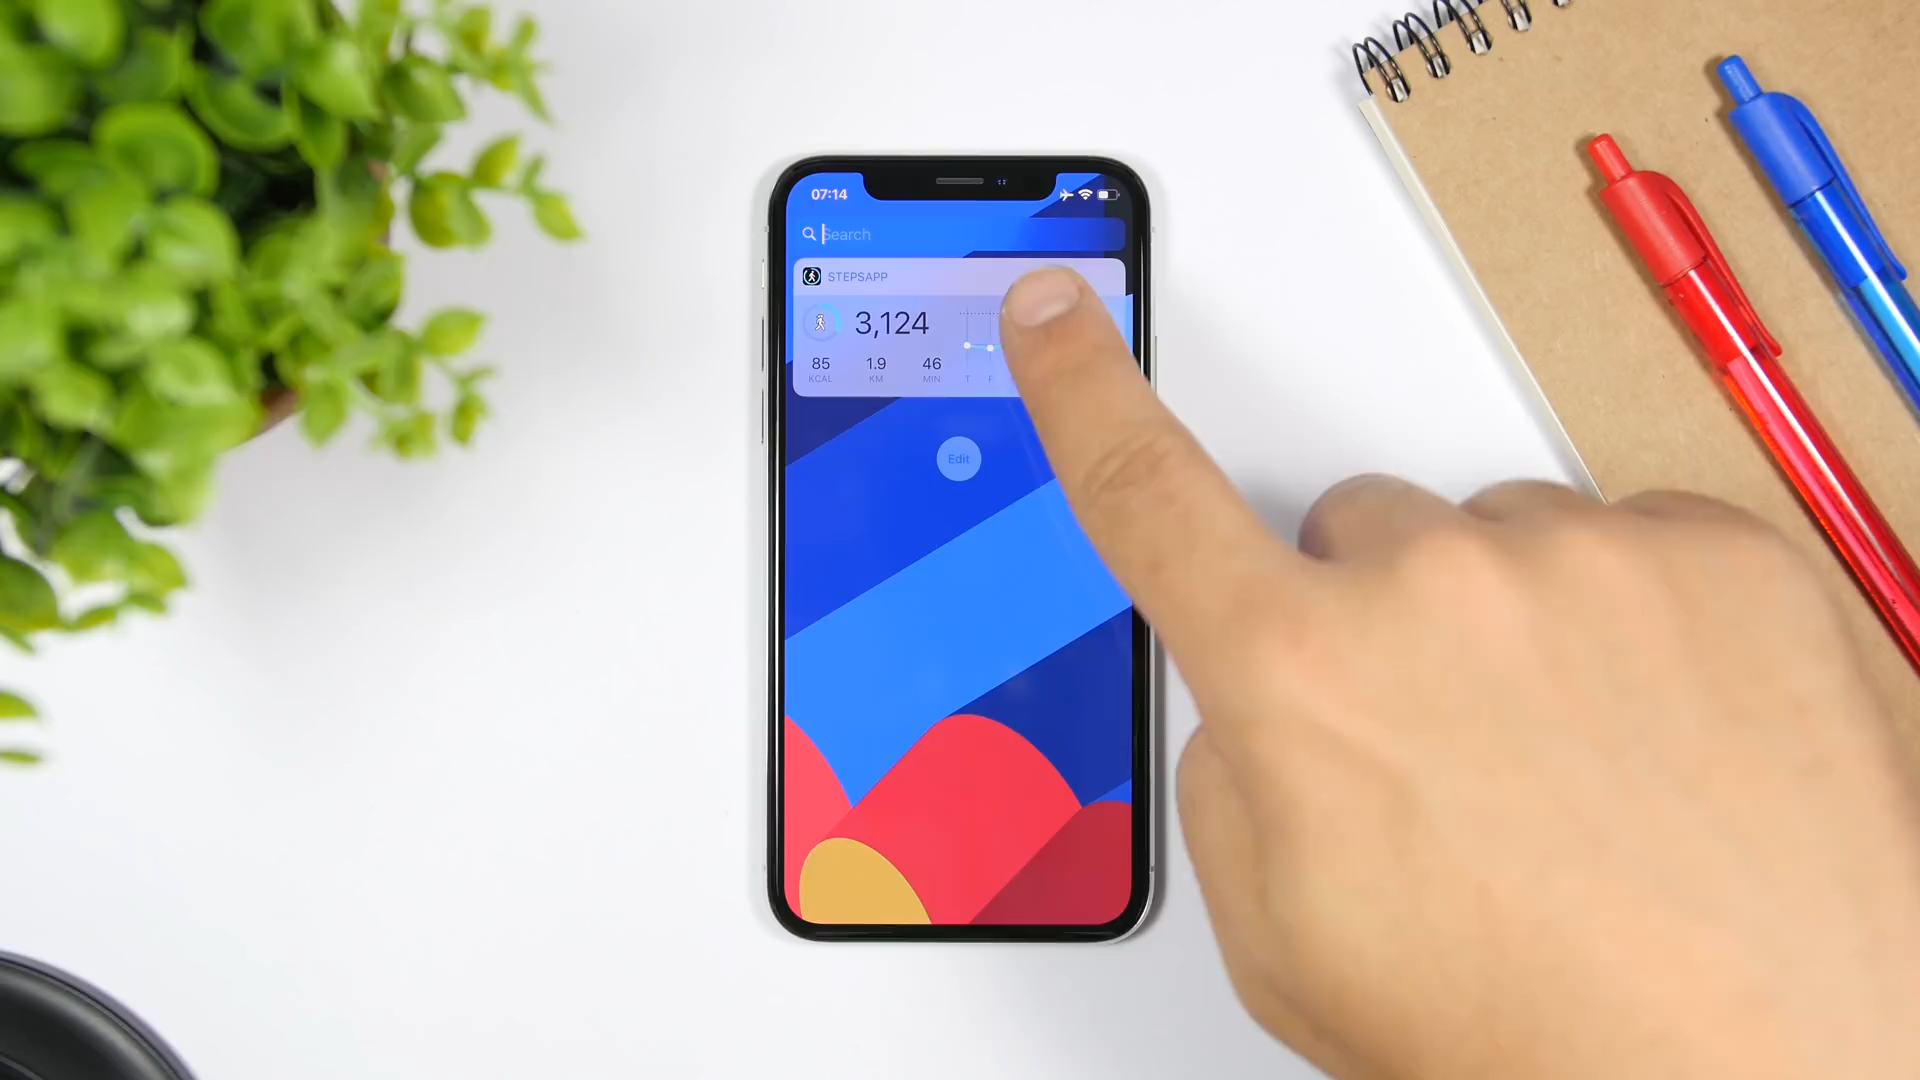 07:14
Search
STEPSAPP
3,124
85 1.9 46
KCAL KM MIN T F
Edit